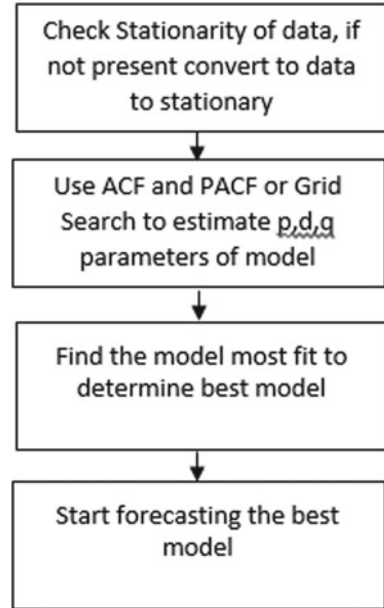 Check Stationarity of data, if
not present convert to data
to stationary
Use ACF and PACF or Grid
Search to estimate p,d,q
parameters of model
Find the model most fit to
determine best model
Start forecasting the best
model